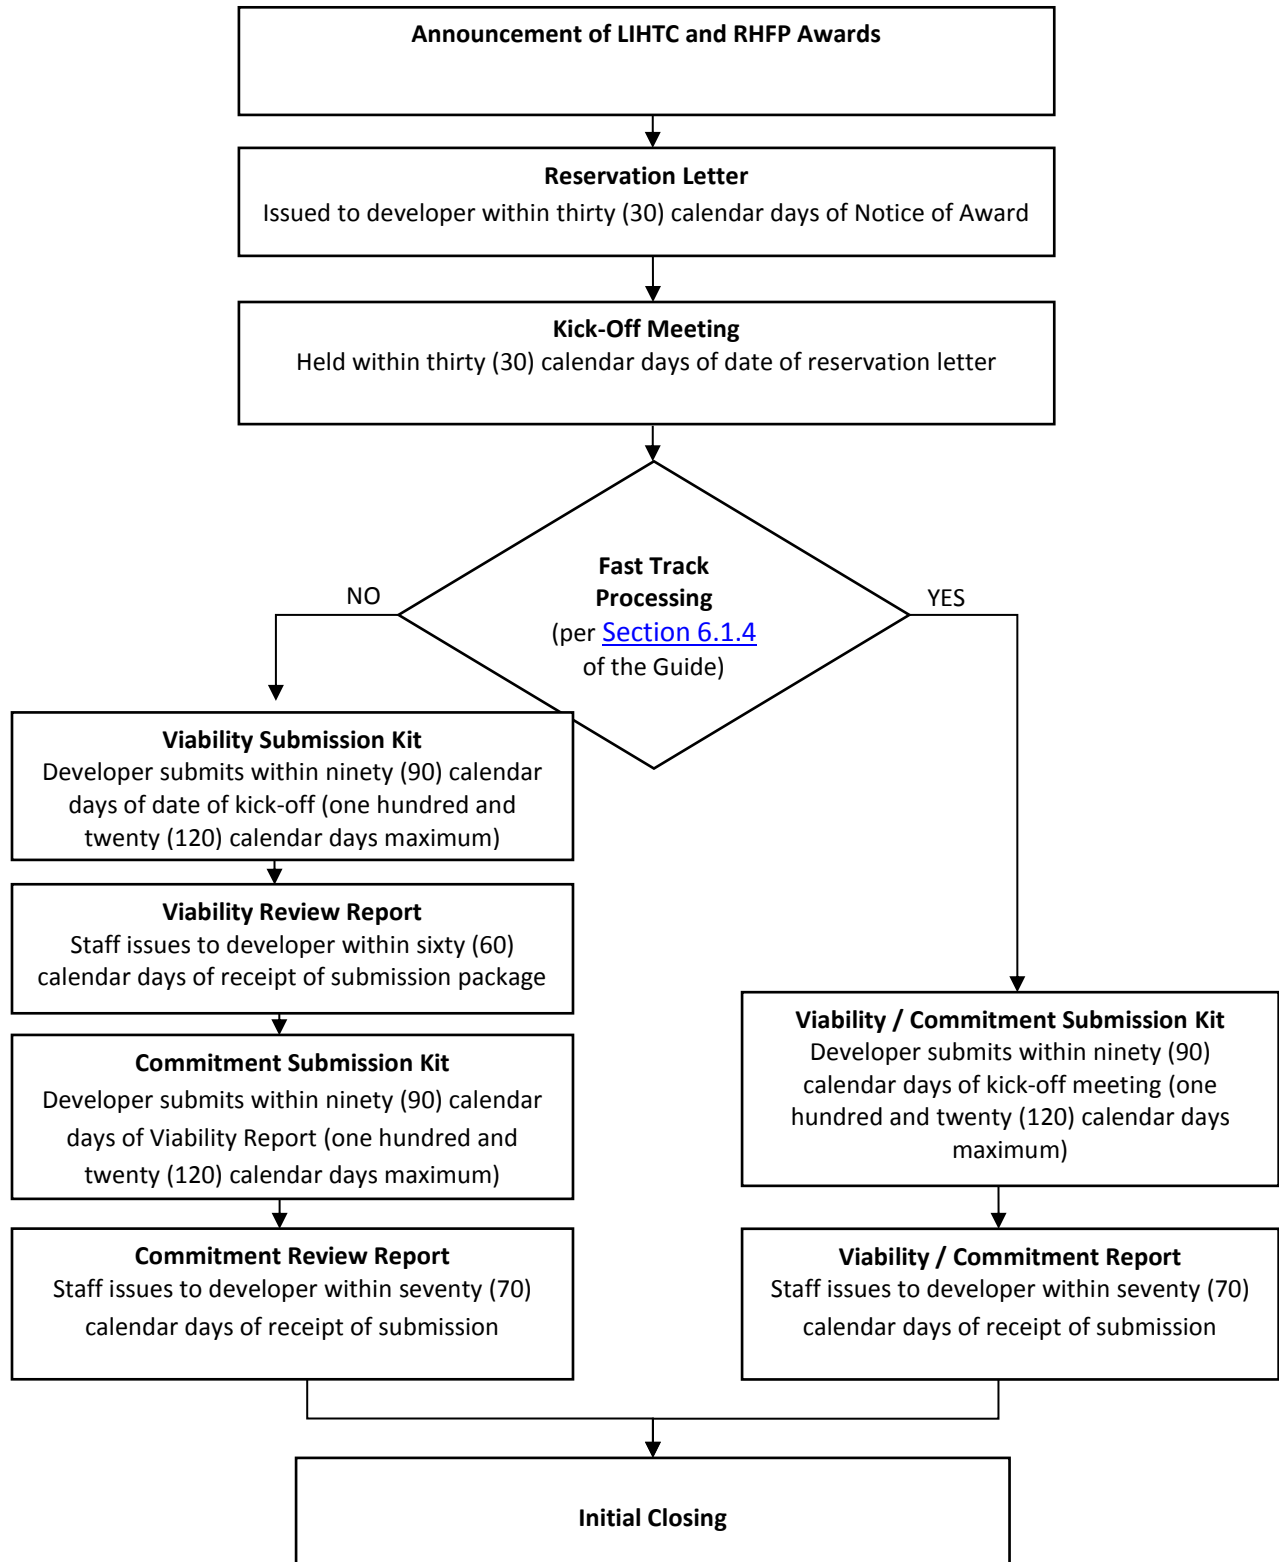 Announcement of LIHTC and RHFP Awards
Reservation Letter
Issued to developer within thirty (30) calendar days of Notice of Award
Kick-Off Meeting
Held within thirty (30) calendar days of date of reservation letter
Fast Track
Processing
(per Section 6.1.4
of the Guide)
NO
YES
Viability Submission Kit
Developer submits within ninety (90) calendar
days of date of kick-off (one hundred and
twenty (120) calendar days maximum)
Viability Review Report
Staff issues to developer within sixty (60)
calendar days of receipt of submission package
Commitment Submission Kit
Developer submits within ninety (90) calendar
days of Viability Report (one hundred and
twenty (120) calendar days maximum)
Commitment Review Report
Staff issues to developer within seventy (70)
calendar days of receipt of submission
Viability / Commitment Submission Kit
Developer submits within ninety (90)
calendar days of kick-off meeting (one
hundred and twenty (120) calendar days
maximum)
Viability / Commitment Report
Staff issues to developer within seventy (70)
calendar days of receipt of submission
Initial Closing